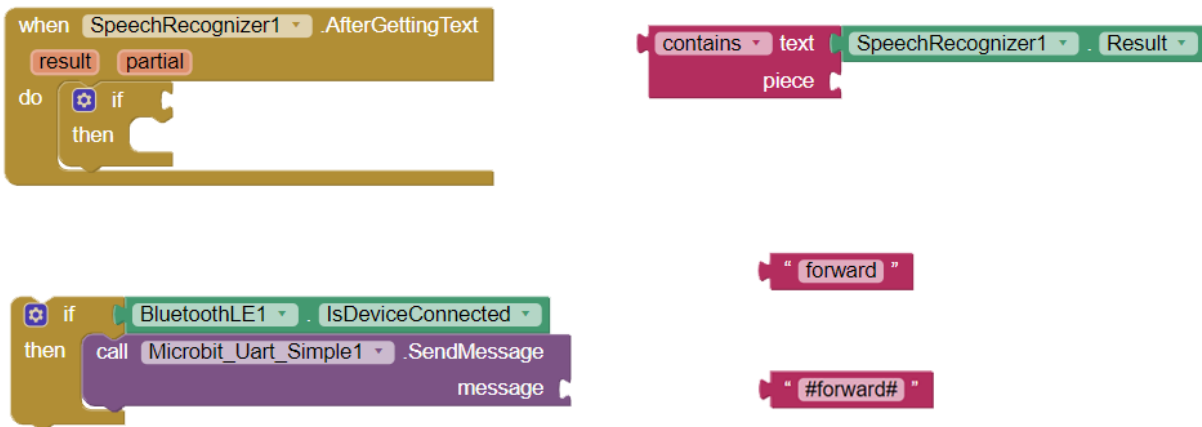 when SpeechRecognizer1 .AfterGettingText
result partial
do if
then
contains text SpeechRecognizer1 . Result
piece
“ forward ”
if BluetoothLE1 . IsDeviceConnected
then call Microbit_Uart_Simple1 .SendMessage
message
“ #forward# ”